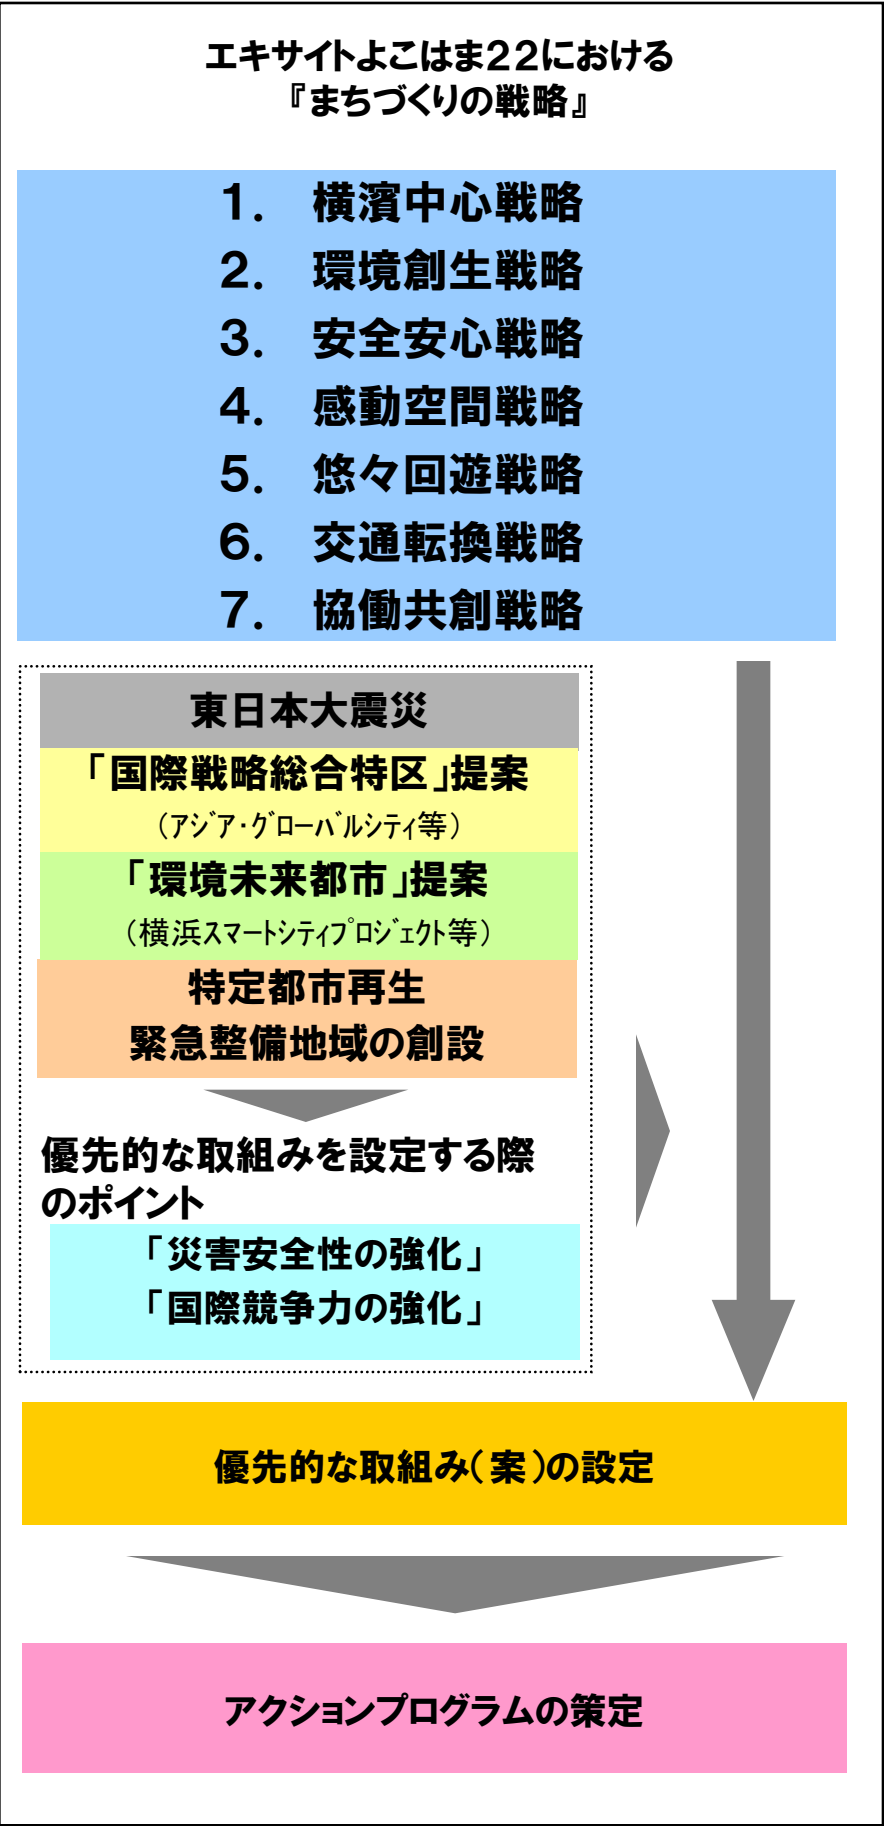 エキサイトよこはま22における
『まちづくりの戦略』
1. 横濱中心戦略
2. 環境創生戦略
3. 安全安心戦略
4. 感動空間戦略
5. 悠々回遊戦略
6. 交通転換戦略
7. 協働共創戦略
東日本大震災
「国際戦略総合特区」提案
(ｱｼﾞｱ･ｸﾞﾛｰﾊﾞﾙｼﾃｨ等)
「環境未来都市」提案
(横浜ｽﾏｰﾄｼﾃｨﾌﾟﾛｼﾞｪｸﾄ等)
特定都市再生
緊急整備地域の創設
優先的な取組みを設定する際
のポイント
「災害安全性の強化」
「国際競争力の強化」
優先的な取組み(案)の設定
アクションプログラムの策定